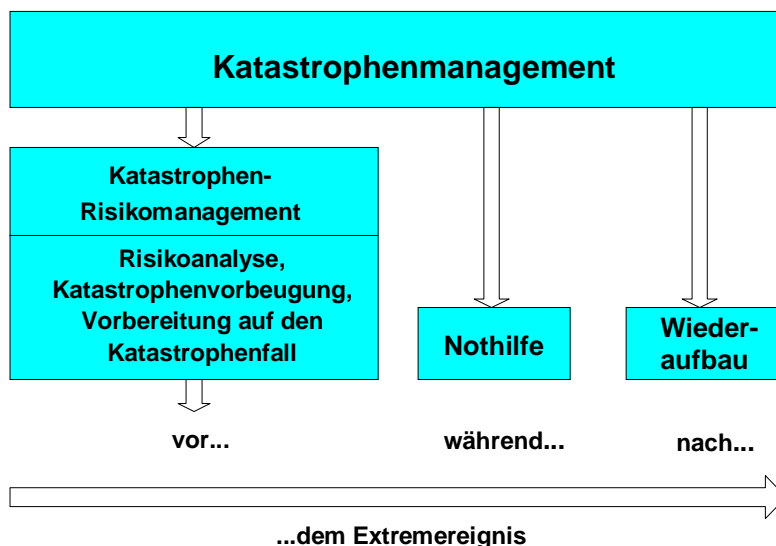 Katastrophenmanagement
Katastrophen-
Risikomanagement
Risikoanalyse,
Katastrophenvorbeugung,
Vorbereitung auf den
Katastrophenfall
Nothilfe
Wieder-
aufbau
vor...
während...
nach...
...dem Extremereignis